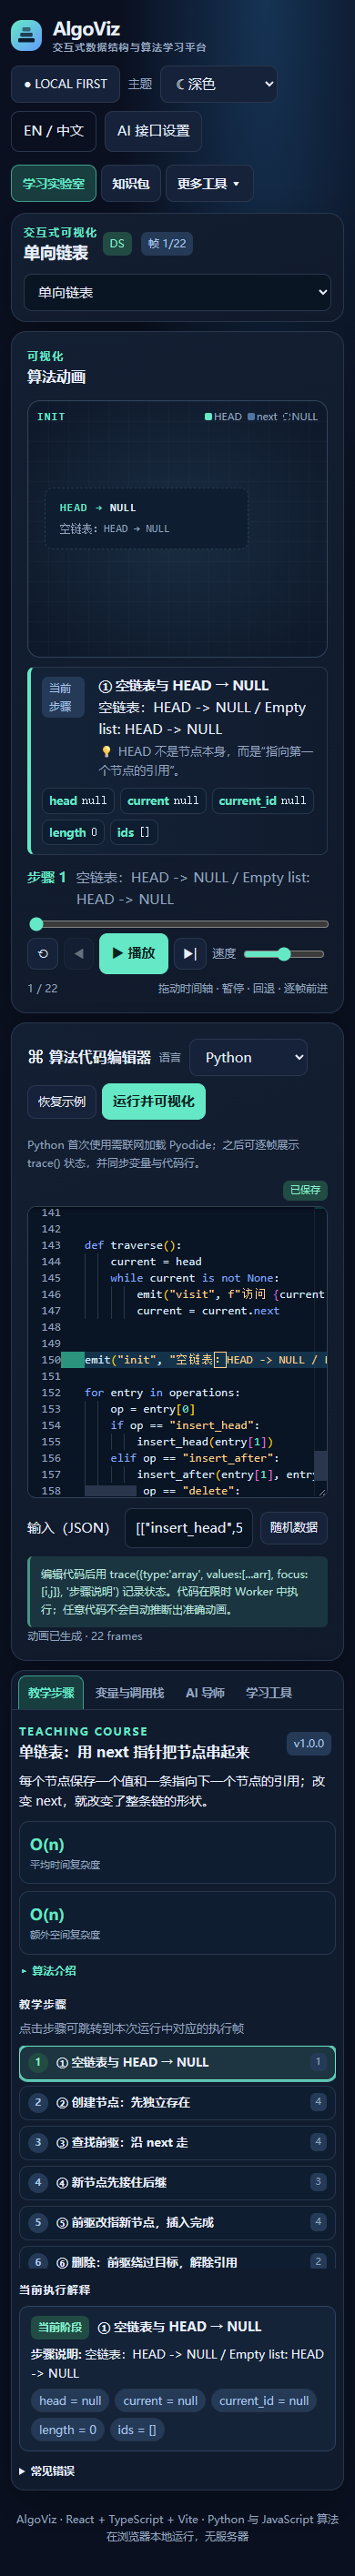 AlgoViz
交互式数据结构与算法学习平台
● LOCAL FIRST
主题
☾ 深色
EN / 中文
AI 接口设置
学习实验室
知识包
更多工具 ▾
交互式可视化
单向链表
DS
帧 1/22
单向链表
可视化
算法动画
INIT
HEAD next NULL
HEAD → NULL
空链表: HEAD → NULL
当前
步骤
① 空链表与 HEAD → NULL
空链表：HEAD -> NULL / Empty
list: HEAD -> NULL
💡 HEAD 不是节点本身，而是“指向第一
个节点的引用”。
head null
current null
current_id null
length 0
ids []
步骤 1
空链表：HEAD -> NULL / Empty list:
HEAD -> NULL
⟲ ◀ ▶ 播放 ▶| 速度
1 / 22
拖动时间轴 · 暂停 · 回退 · 逐帧前进
⌘ 算法代码编辑器
语言
Python
恢复示例
运行并可视化
Python 首次使用需联网加载 Pyodide；之后可逐帧展示
trace() 状态，并同步变量与代码行。
已保存
141
142
143 def traverse():
144 current = head
145 while current is not None:
146 emit("visit", f"访问 {current
147 current = current.next
148
149
150 emit("init", "空链表：HEAD -> NULL /
151
152 for entry in operations:
153 op = entry[0]
154 if op == "insert_head":
155 insert_head(entry[1])
156 elif op == "insert_after":
157 insert_after(entry[1], entr
158 op == "delete":
输入（JSON）
[["insert_head",5
随机数据
编辑代码后用 trace({type:'array', values:[...arr], focus:
[i,j]}, '步骤说明') 记录状态。代码在限时 Worker 中执
行；任意代码不会自动推断出准确动画。
动画已生成 · 22 frames
教学步骤
变量与调用栈
AI 导师
学习工具
TEACHING COURSE
单链表：用 next 指针把节点串起来
v1.0.0
每个节点保存一个值和一条指向下一个节点的引用；改
变 next，就改变了整条链的形状。
O(n)
平均时间复杂度
O(n)
额外空间复杂度
▸ 算法介绍
教学步骤
点击步骤可跳转到本次运行中对应的执行帧
1 ① 空链表与 HEAD → NULL 1
2 ② 创建节点：先独立存在 4
3 ③ 查找前驱：沿 next 走 4
4 ④ 新节点先接住后继 3
5 ⑤ 前驱改指新节点，插入完成 4
6 ⑥ 删除：前驱绕过目标，解除引用 2
当前执行解释
当前阶段
① 空链表与 HEAD → NULL
步骤说明: 空链表：HEAD -> NULL / Empty list: HEAD
-> NULL
head = null
current = null
current_id = null
length = 0
ids = []
▸ 常见错误
AlgoViz · React + TypeScript + Vite · Python 与 JavaScript 算法
在浏览器本地运行，无服务器